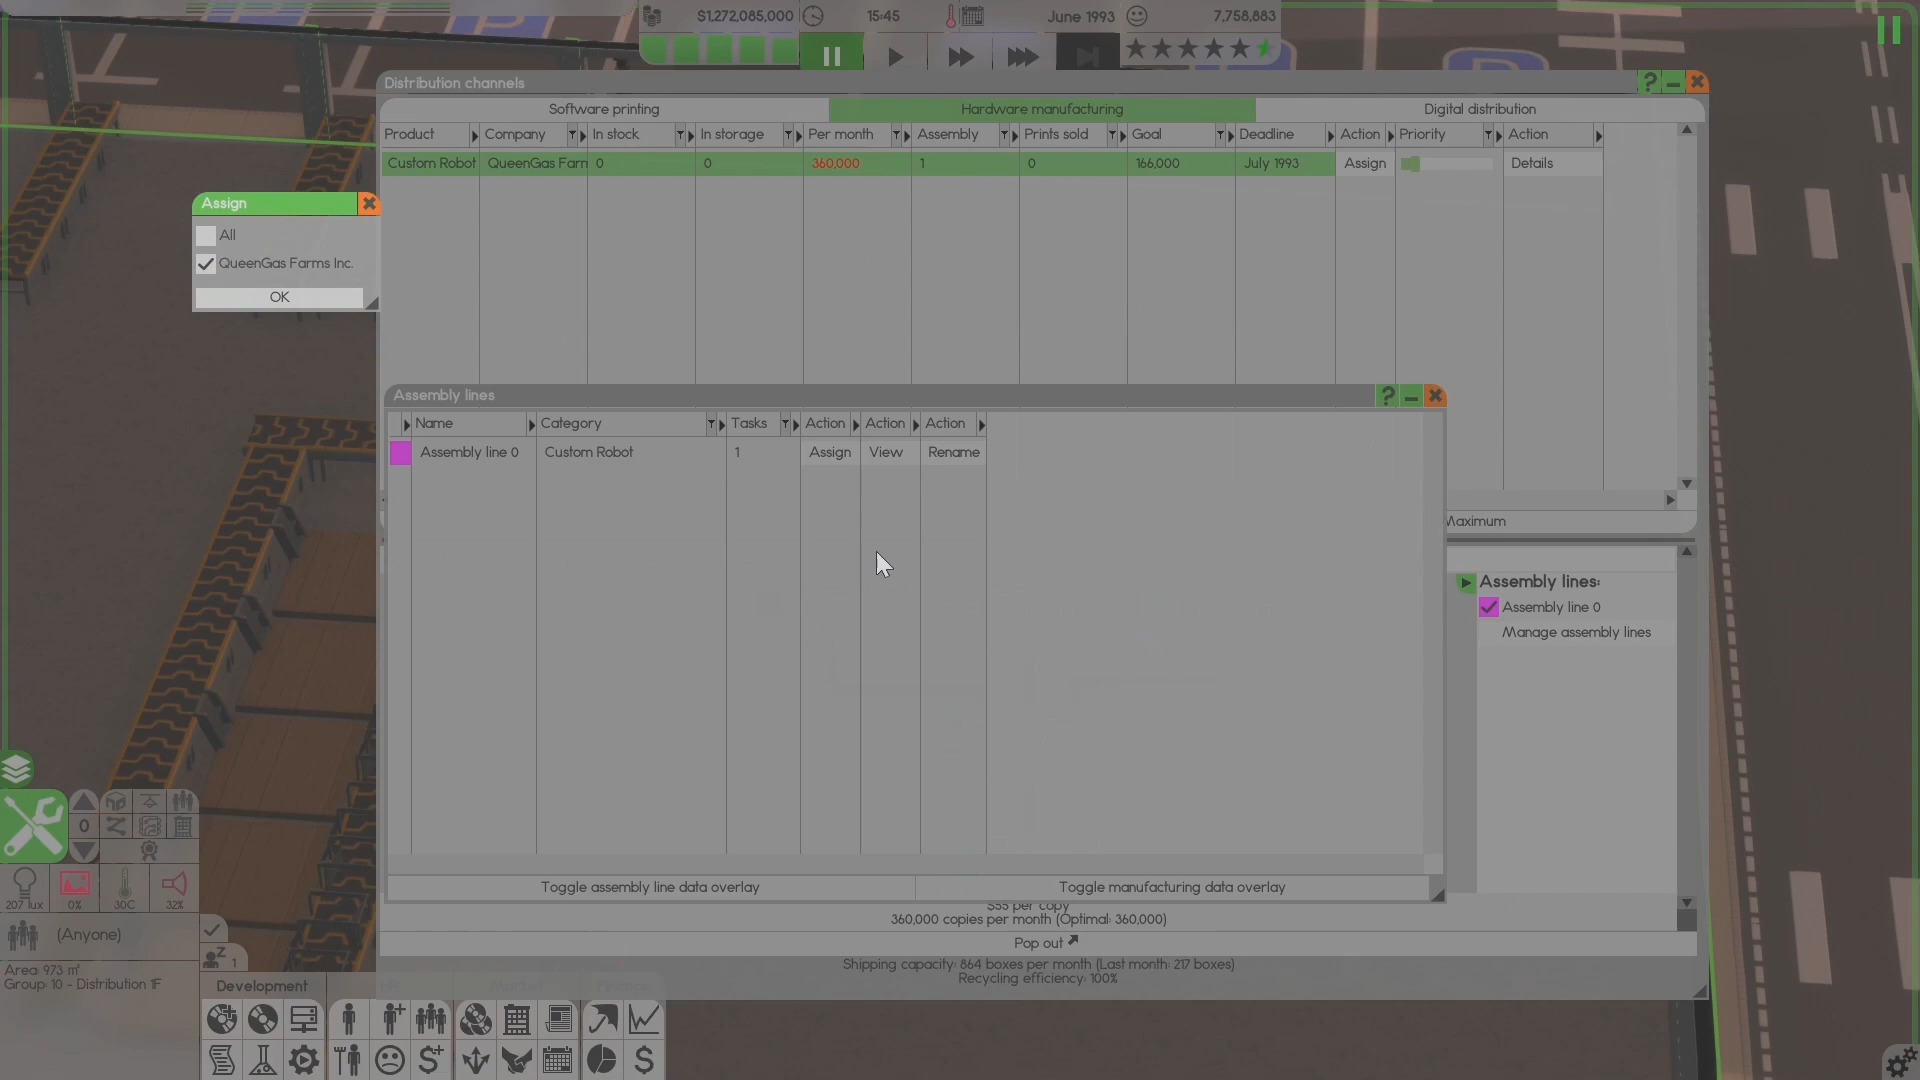 $1,272,085,000
15:45
June 1993
7,758,883
Distribution channels
?
Software printing
Hardware manufacturing
Digital distribution
Product
Company
In stock
In storage
Per month
Assembly
Prints sold
Goal
Deadline
Action
Priority
Action
Custom Robot
QueenGas Farn
0
0
360,000
1
0
166,000
July 1993
Assign
Details
Assign
All
QueenGas Farms Inc.
OK
Assembly lines
?
Name
Category
Tasks
Action
Action
Action
Assembly line 0
Custom Robot
1
Assign
View
Rename
Maximum
Assembly lines:
Assembly line 0
Manage assembly lines
Toggle assembly line data overlay
Toggle manufacturing data overlay
$55 per copy
360,000 copies per month (Optimal: 360,000)
Pop out
Shipping capacity: 864 boxes per month (Last month: 217 boxes)
Recycling efficiency: 100%
0
207 lux
0%
30C
32%
(Anyone)
1
Area: 973 m²
Group: 10 - Distribution 1F
Development